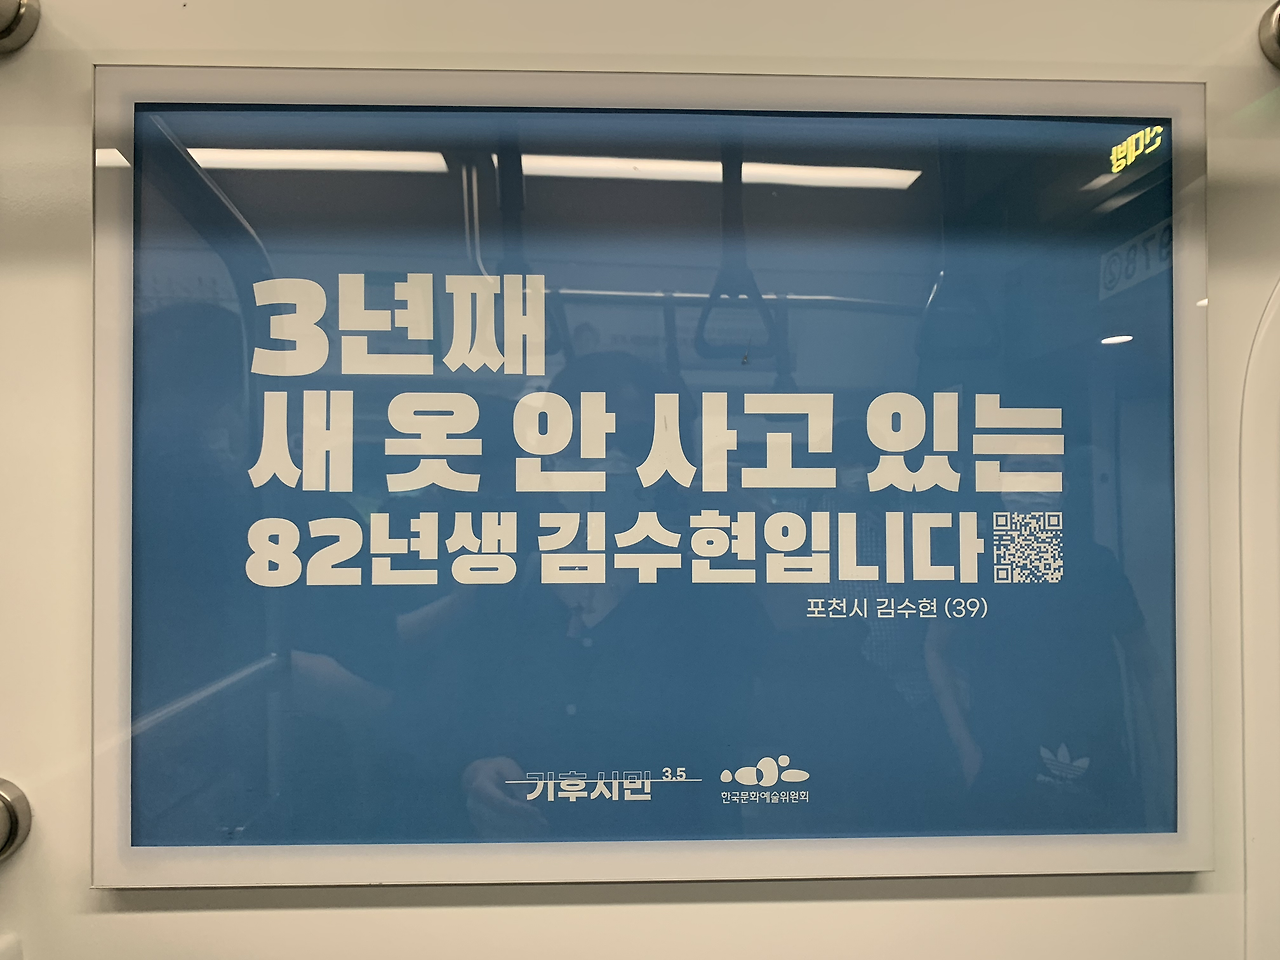 3년째
새 옷 안 사고 있는
82년생 김수현입니다
포천시 김수현 (39)
기후시민 3.5
한국문화예술위원회